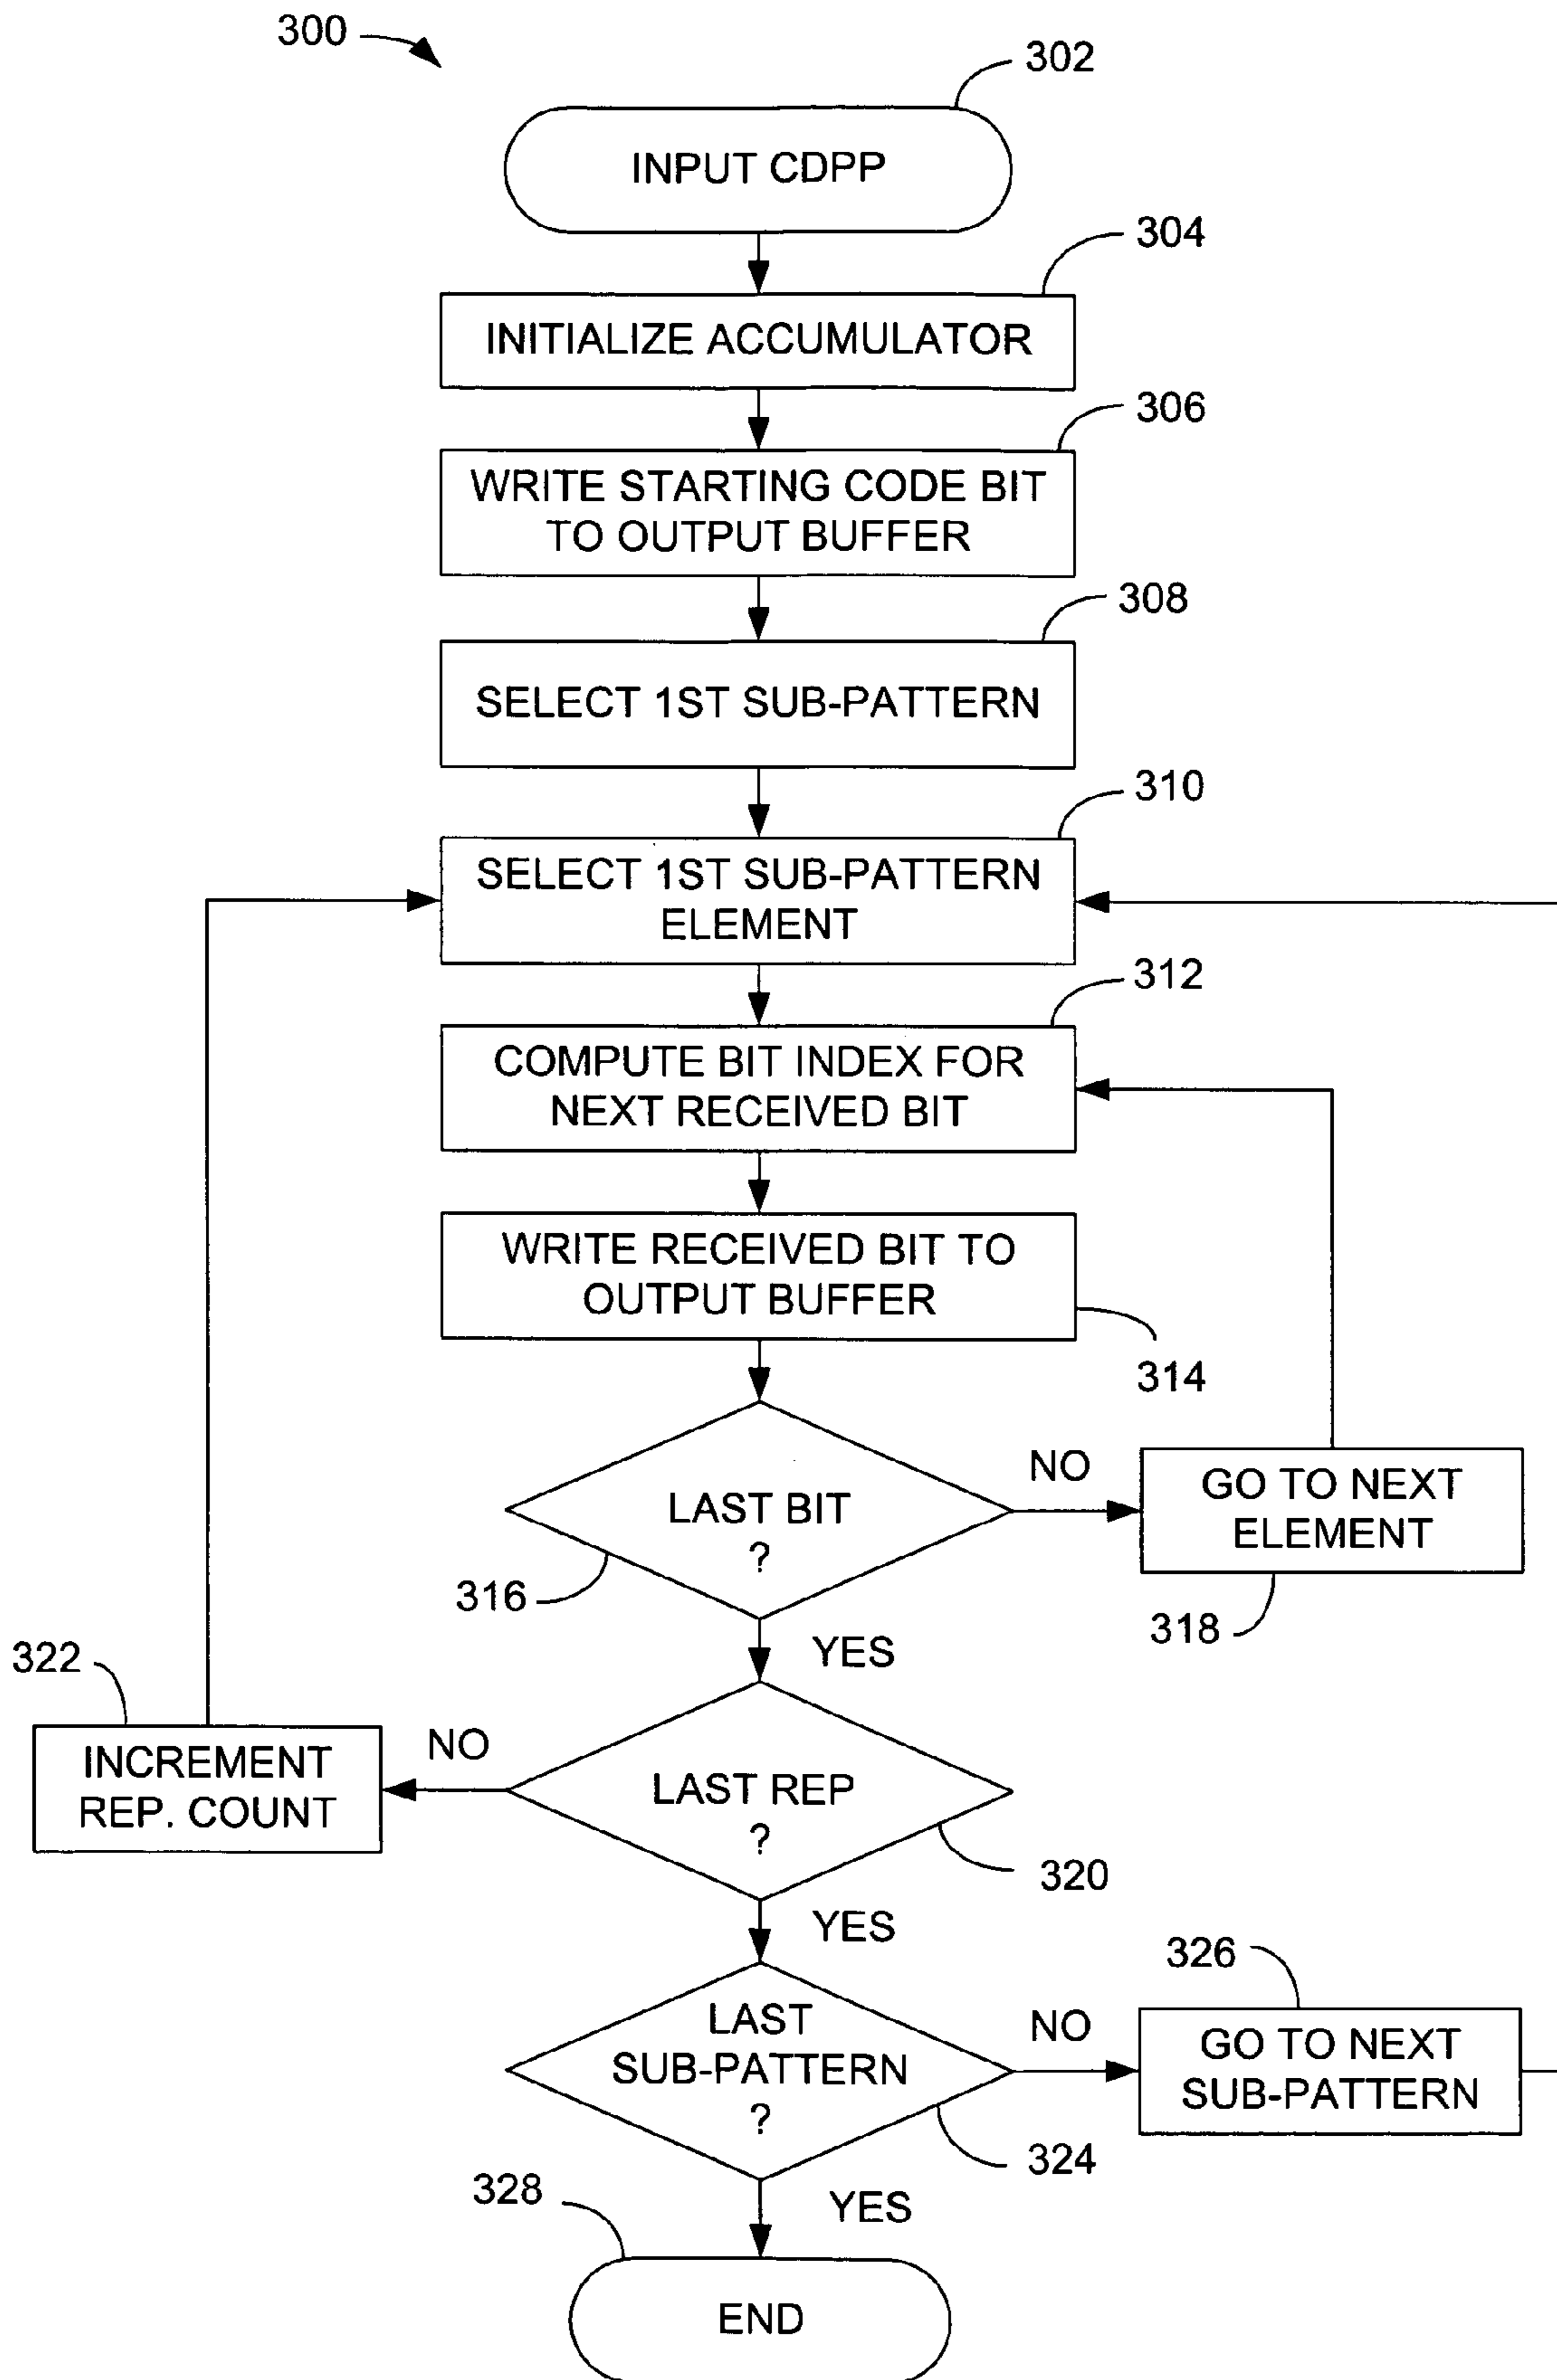 300
302
INPUT CDPP
304
INITIALIZE ACCUMULATOR
306
WRITE STARTING CODE BIT
TO OUTPUT BUFFER
308
SELECT 1ST SUB-PATTERN
310
SELECT 1ST SUB-PATTERN
ELEMENT
312
COMPUTE BIT INDEX FOR
NEXT RECEIVED BIT
WRITE RECEIVED BIT TO
OUTPUT BUFFER
314
LAST BIT
?
NO
GO TO NEXT
ELEMENT
316
318
YES
322
INCREMENT
REP. COUNT
NO
LAST REP
?
320
YES
326
LAST
SUB-PATTERN
?
NO
GO TO NEXT
SUB-PATTERN
324
328
YES
END